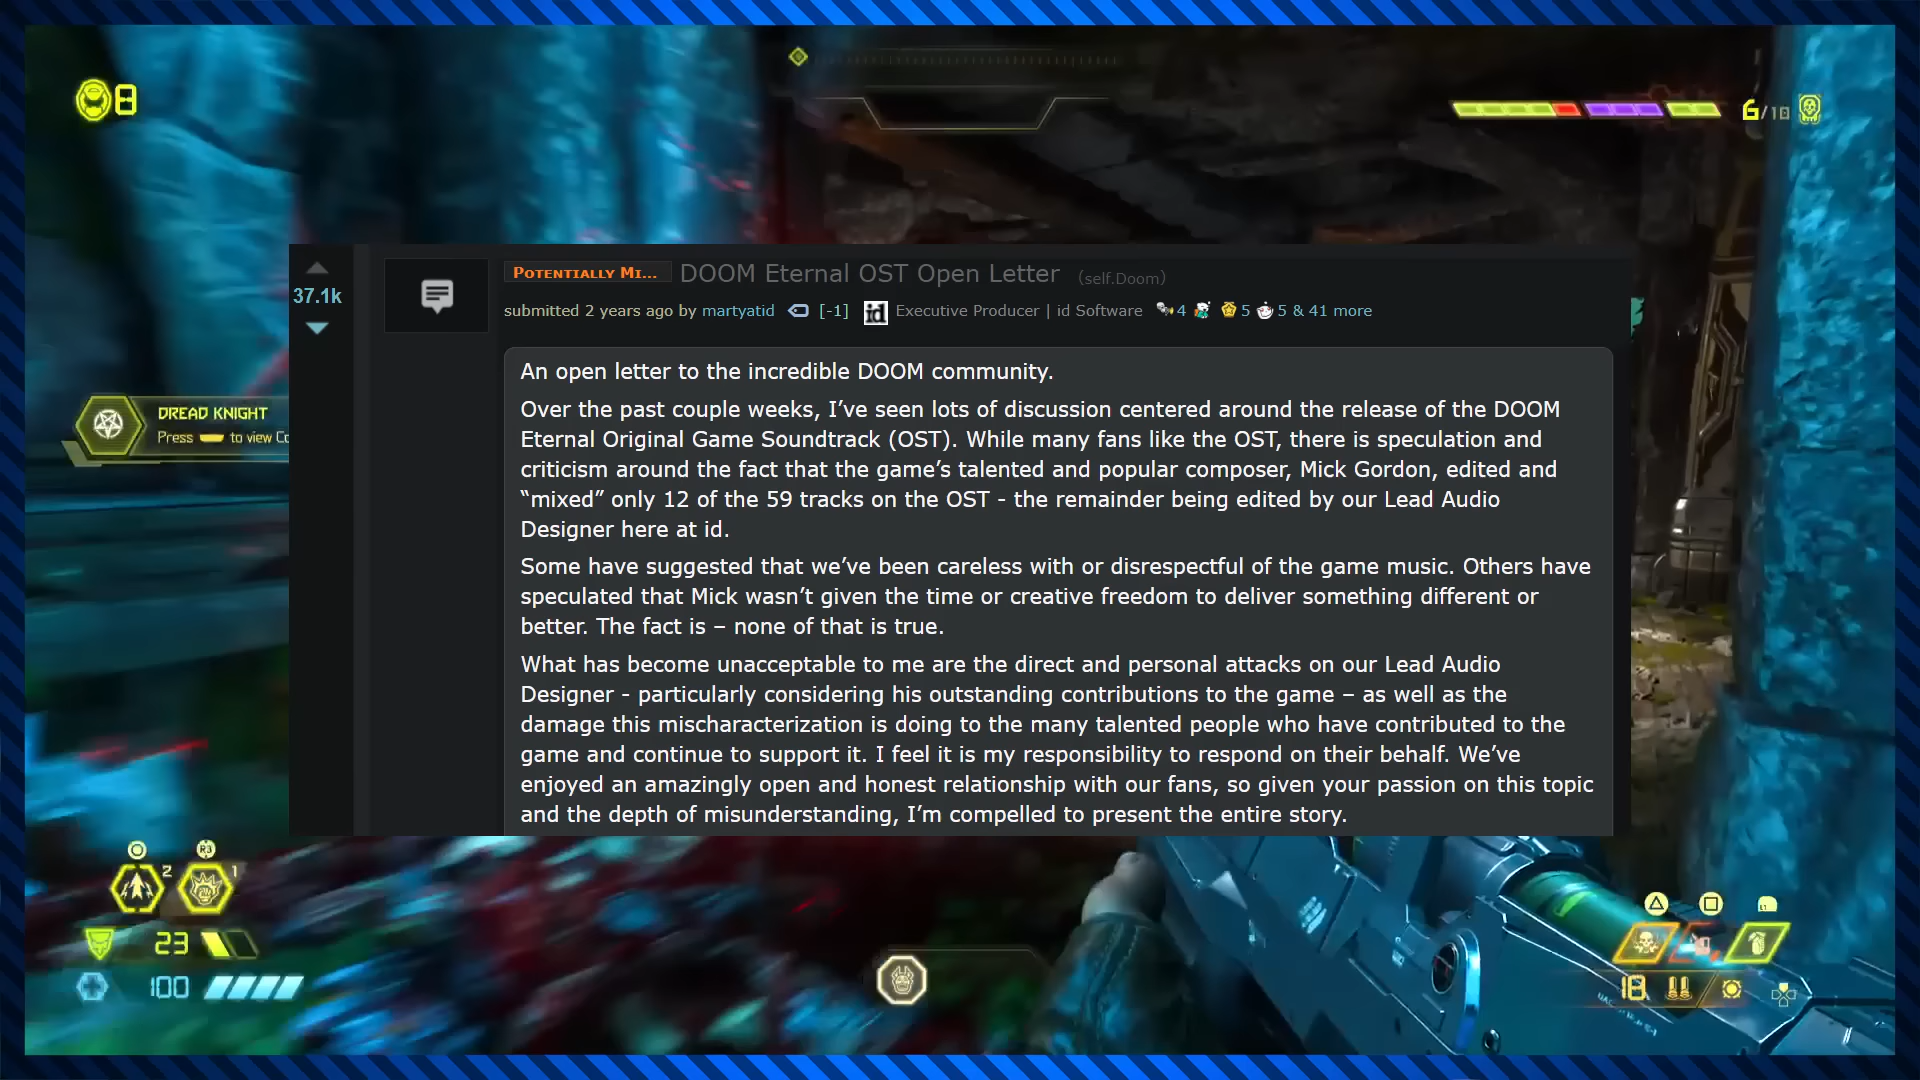 8
6/10
POTENTIALLY MI... DOOM Eternal OST Open Letter (self.Doom)
37.1k
submitted 2 years ago by martyatid [-1] id Executive Producer | id Software 4 5 5 & 41 more
An open letter to the incredible DOOM community.
Over the past couple weeks, I’ve seen lots of discussion centered around the release of the DOOM
Eternal Original Game Soundtrack (OST). While many fans like the OST, there is speculation and
criticism around the fact that the game’s talented and popular composer, Mick Gordon, edited and
“mixed” only 12 of the 59 tracks on the OST - the remainder being edited by our Lead Audio
Designer here at id.
Some have suggested that we’ve been careless with or disrespectful of the game music. Others have
speculated that Mick wasn’t given the time or creative freedom to deliver something different or
better. The fact is – none of that is true.
What has become unacceptable to me are the direct and personal attacks on our Lead Audio
Designer - particularly considering his outstanding contributions to the game – as well as the
damage this mischaracterization is doing to the many talented people who have contributed to the
game and continue to support it. I feel it is my responsibility to respond on their behalf. We’ve
enjoyed an amazingly open and honest relationship with our fans, so given your passion on this topic
and the depth of misunderstanding, I’m compelled to present the entire story.
DREAD KNIGHT
Press to view Co
R3
2
1
23
100
L1
18